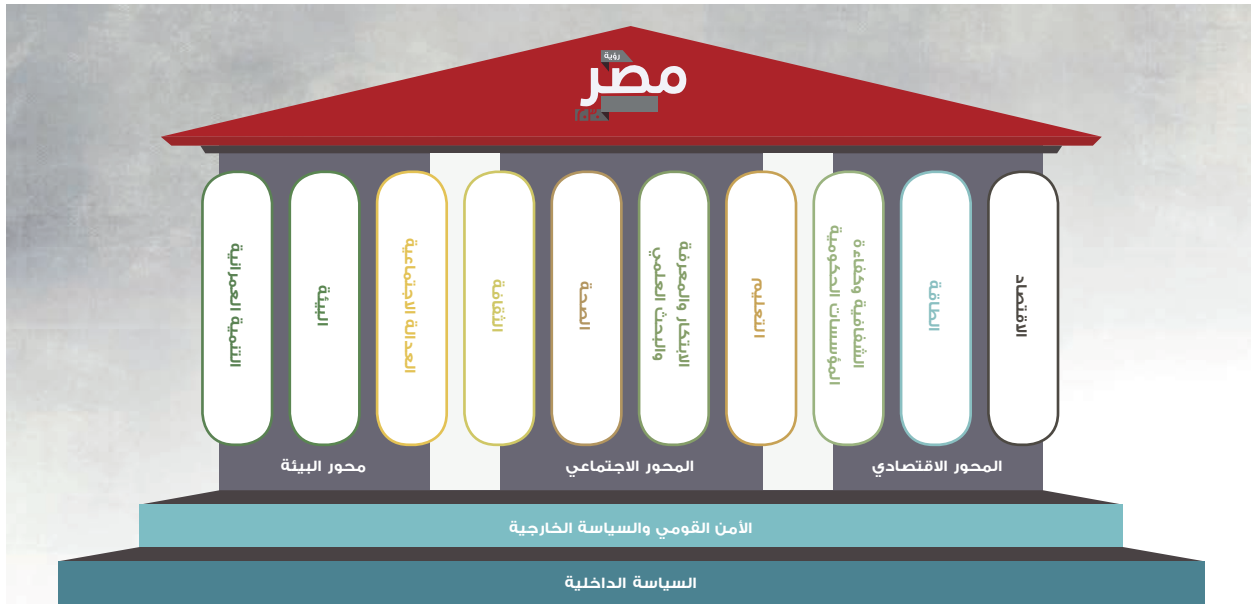 رؤية
مصر
الاقتصاد
الطاقة
الشفافية وكفاءة
المؤسسات الحكومية
التعليم
الابتكار والمعرفة
والبحث العلمي
الصحة
الثقافة
العدالة الاجتماعية
البيئة
التنمية العمرانية
المحور الاقتصادي
المحور الاجتماعي
محور البيئة
الأمن القومي والسياسة الخارجية
السياسة الداخلية